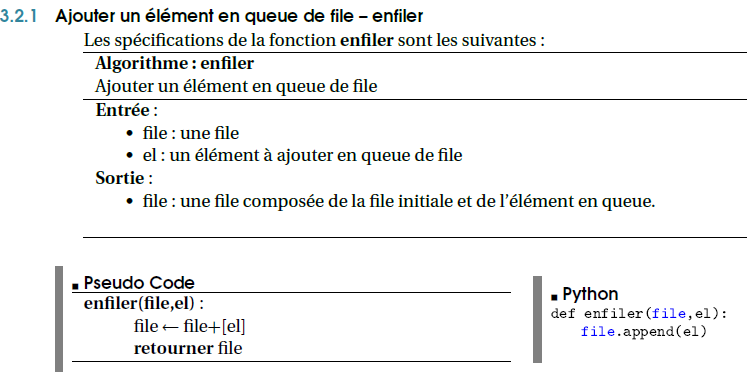 3.2.1 Ajouter un élément en queue de file – enfiler
Les spécifications de la fonction enfiler sont les suivantes :
Algorithme : enfiler
Ajouter un élément en queue de file
Entrée :
• file : une file
• el : un élément à ajouter en queue de file
Sortie :
• file : une file composée de la file initiale et de l'élément en queue.
■ Pseudo Code
enfiler(file,el) :
file ← file+[el]
retourner file
■ Python
def enfiler(file,el):
file.append(el)